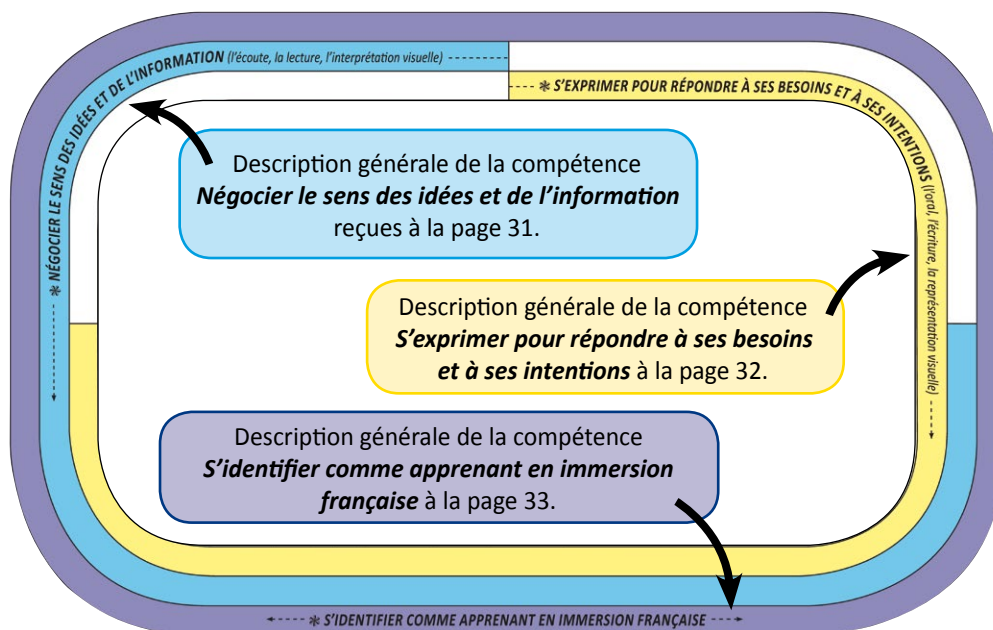 * NÉGOCIER LE SENS DES IDÉES ET DE L'INFORMATION (l'écoute, la lecture, l'interprétation visuelle)
* S'EXPRIMER POUR RÉPONDRE À SES BESOINS ET À SES INTENTIONS (l'oral, l'écriture, la représentation visuelle)
Description générale de la compétence
Négocier le sens des idées et de l'information
reçues à la page 31.
Description générale de la compétence
S'exprimer pour répondre à ses besoins
et à ses intentions à la page 32.
Description générale de la compétence
S'identifier comme apprenant en immersion
française à la page 33.
* S'IDENTIFIER COMME APPRENANT EN IMMERSION FRANÇAISE